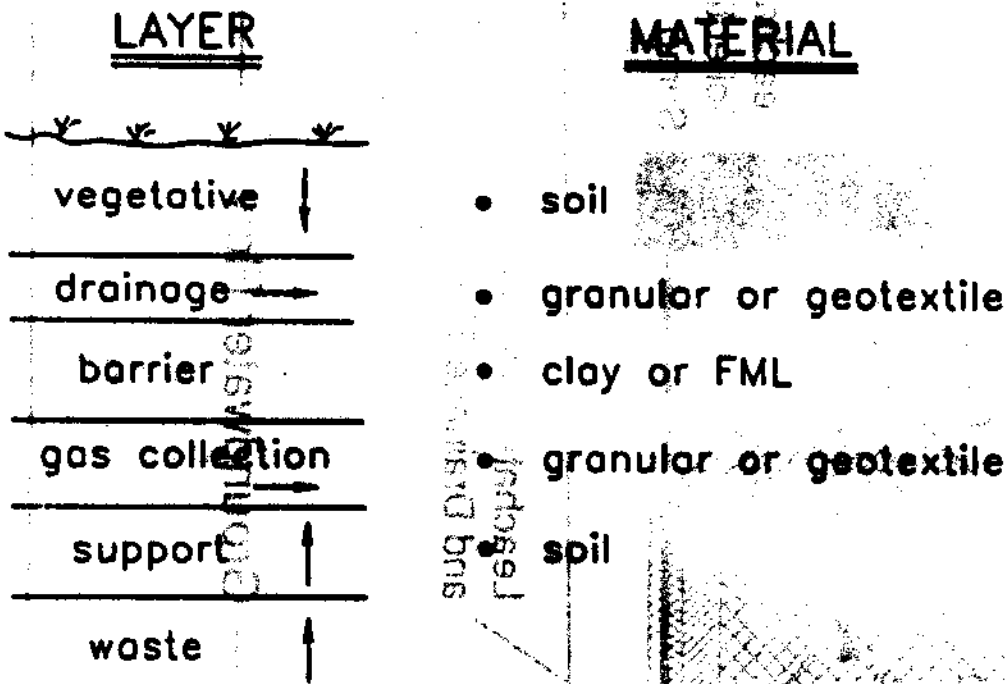 LAYER MATERIAL
vegetative • soil
drainage • granular or geotextile
barrier • clay or FML
gas collection • granular or geotextile
support • soil
waste